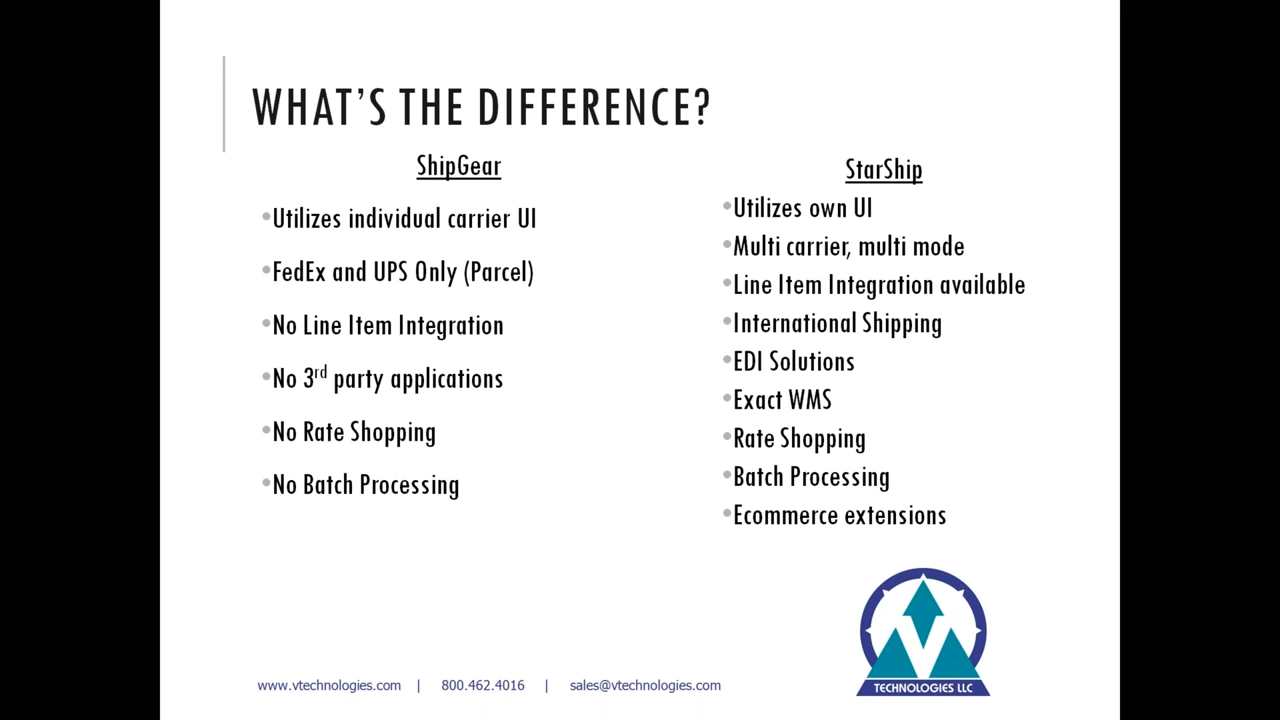 WHAT'S THE DIFFERENCE?
ShipGear
•Utilizes individual carrier UI
•FedEx and UPS Only (Parcel)
•No Line Item Integration
•No 3rd party applications
•No Rate Shopping
•No Batch Processing
StarShip
•Utilizes own UI
•Multi carrier, multi mode
•Line Item Integration available
•International Shipping
•EDI Solutions
•Exact WMS
•Rate Shopping
•Batch Processing
•Ecommerce extensions
V
TECHNOLOGIES LLC
www.vtechnologies.com | 800.462.4016 | sales@vtechnologies.com